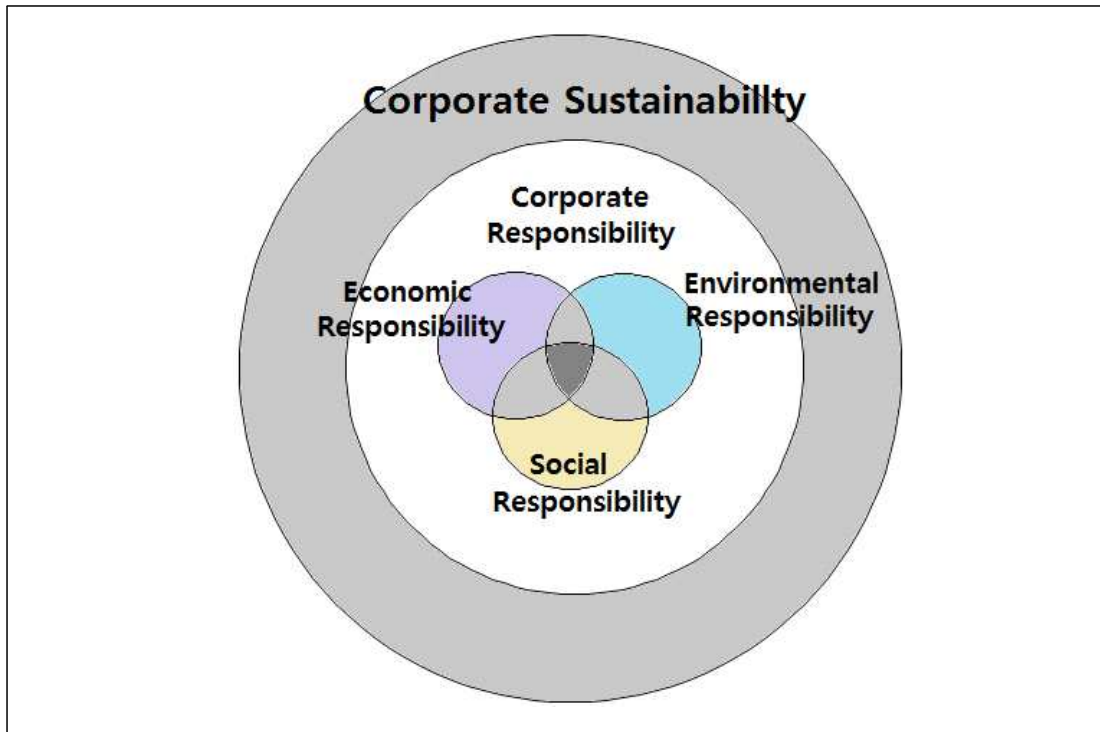 Corporate Sustainabillty
Corporate
Responsibility
Economic
Responsibility
Environmental
Responsibility
Social
Responsibility